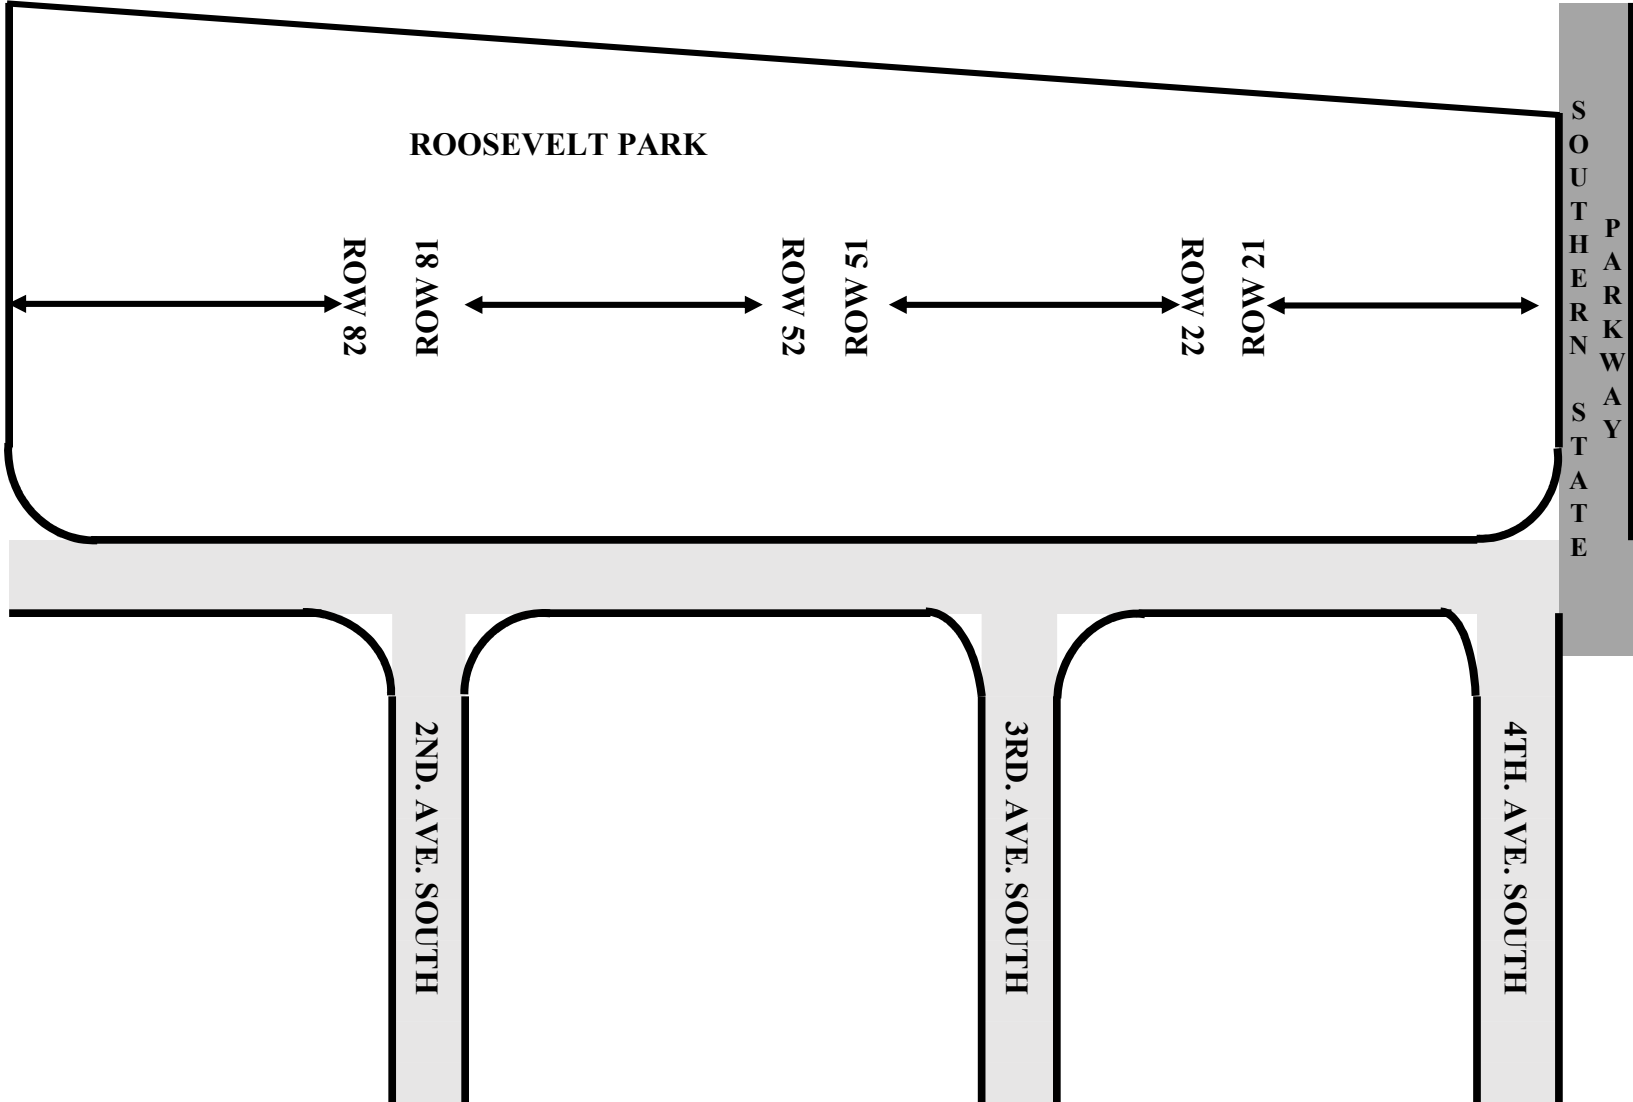 ROOSEVELT PARK
ROW 82
ROW 81
ROW 52
ROW 51
ROW 22
ROW 21
SOUTHERN STATE
PARKWAY
2ND. AVE. SOUTH
3RD. AVE. SOUTH
4TH. AVE. SOUTH